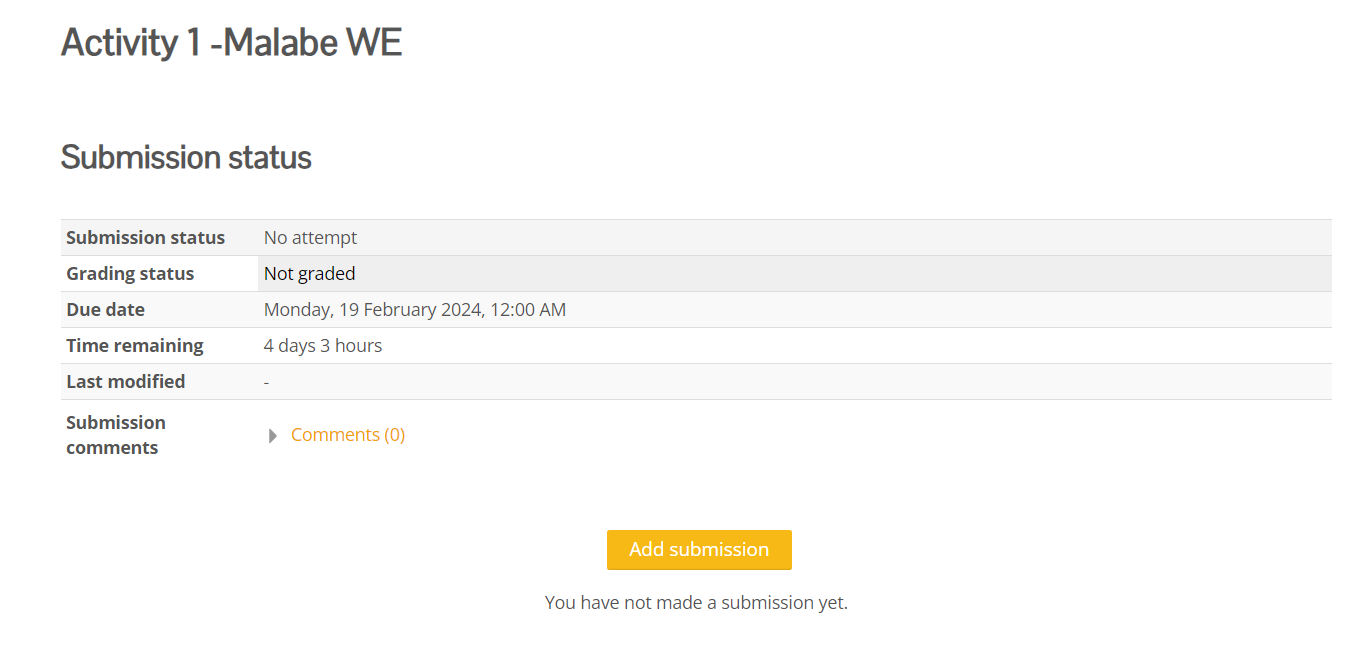 Activity 1 -Malabe WE
Submission status
Submission status No attempt
Grading status Not graded
Due date Monday, 19 February 2024, 12:00 AM
Time remaining 4 days 3 hours
Last modified -
Submission
comments
Comments (0)
Add submission
You have not made a submission yet.